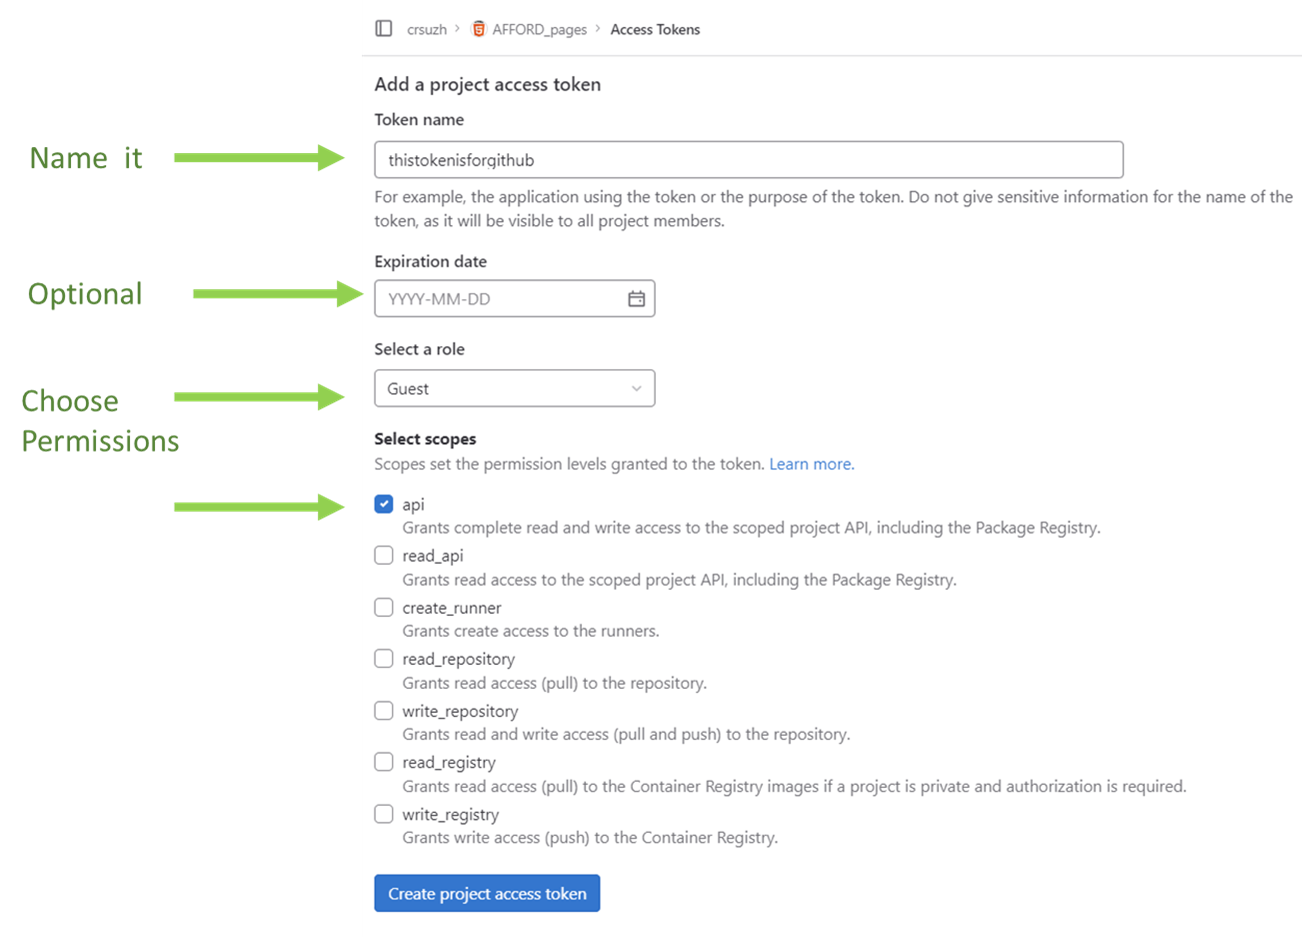 crsuzh > AFFORD_pages > Access Tokens
Add a project access token
Token name
Name it
thistokenisforgithub
For example, the application using the token or the purpose of the token. Do not give sensitive information for the name of the
token, as it will be visible to all project members.
Expiration date
Optional
YYYY-MM-DD
Select a role
Guest
Choose
Permissions
Select scopes
Scopes set the permission levels granted to the token. Learn more.
api
Grants complete read and write access to the scoped project API, including the Package Registry.
read_api
Grants read access to the scoped project API, including the Package Registry.
create_runner
Grants create access to the runners.
read_repository
Grants read access (pull) to the repository.
write_repository
Grants read and write access (pull and push) to the repository.
read_registry
Grants read access (pull) to the Container Registry images if a project is private and authorization is required.
write_registry
Grants write access (push) to the Container Registry.
Create project access token